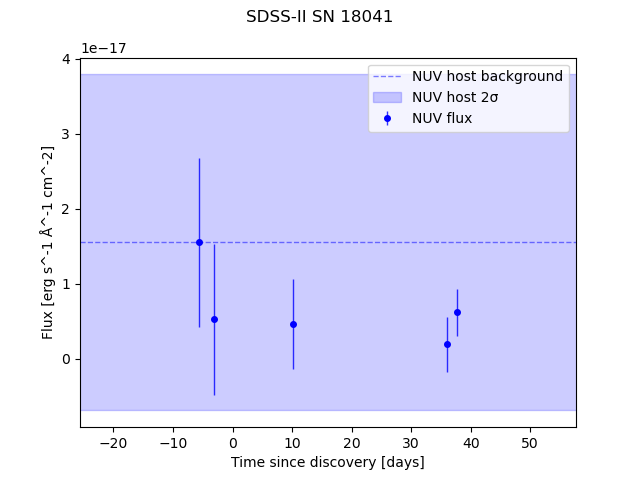 SDSS-II SN 18041
1e−17
NUV host background
NUV host 2σ
NUV flux
4
3
2
1
0
Flux [erg s^-1 Å^-1 cm^-2]
−20 −10 0 10 20 30 40 50
Time since discovery [days]